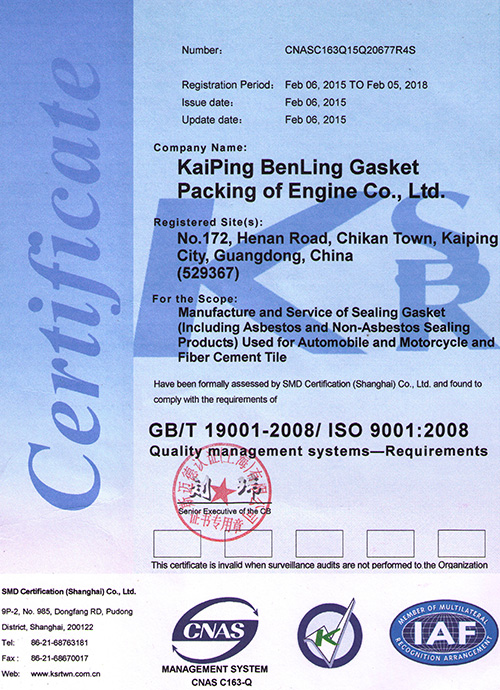 Certificate
Number: CNASC163Q15Q20677R4S
Registration Period: Feb 06, 2015 TO Feb 05, 2018
Issue date: Feb 06, 2015
Update date: Feb 06, 2015
Company Name:
KaiPing BenLing Gasket
Packing of Engine Co., Ltd.
Registered Site(s):
No.172, Henan Road, Chikan Town, Kaiping
City, Guangdong, China
(529367)
For the Scope:
Manufacture and Service of Sealing Gasket
(Including Asbestos and Non-Asbestos Sealing
Products) Used for Automobile and Motorcycle and
Fiber Cement Tile
Have been formally assessed by SMD Certification (Shanghai) Co., Ltd. and found to
comply with the requirements of
GB/T 19001-2008/ ISO 9001:2008
Quality management systems—Requirements
Senior Executive of the CB
证书专用章
This certificate is invalid when surveillance audits are not performed to the Organization
SMD Certification (Shanghai) Co., Ltd.
9P-2, No. 985, Dongfang RD, Pudong
District, Shanghai, 200122
Tel: 86-21-68763181
Fax: 86-21-68670017
Web: www.ksrtwn.com.cn
CNAS
MANAGEMENT SYSTEM
CNAS C163-Q
MEMBER OF MULTILATERAL
IAF
RECOGNITION ARRANGEMENT